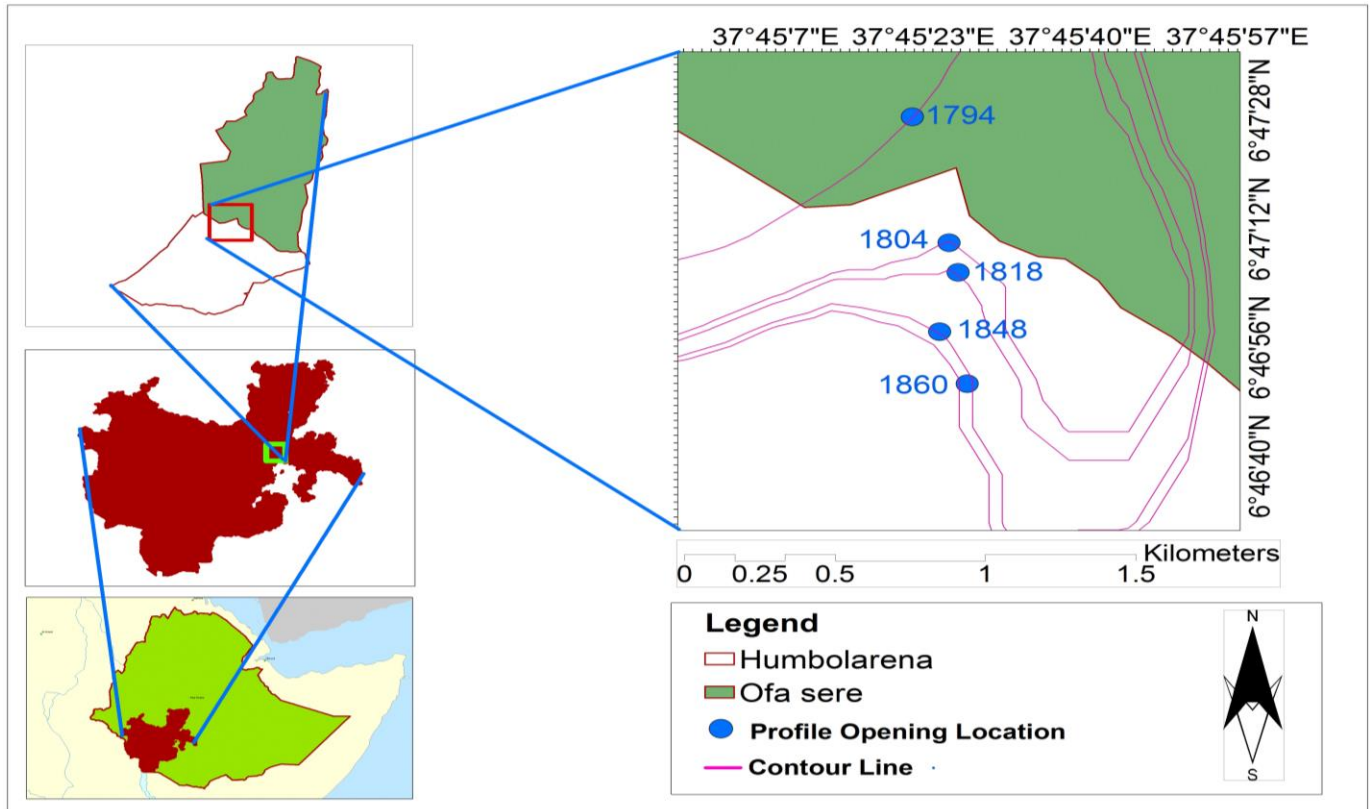 37°45'7"E 37°45'23"E 37°45'40"E 37°45'57"E
6°47'28"N
6°47'12"N
6°46'56"N
6°46'40"N
1794
1804
1818
1848
1860
Kilometers
0 0.25 0.5 1 1.5
Legend
Humbolarena
Ofa sere
Profile Opening Location
Contour Line
N
S